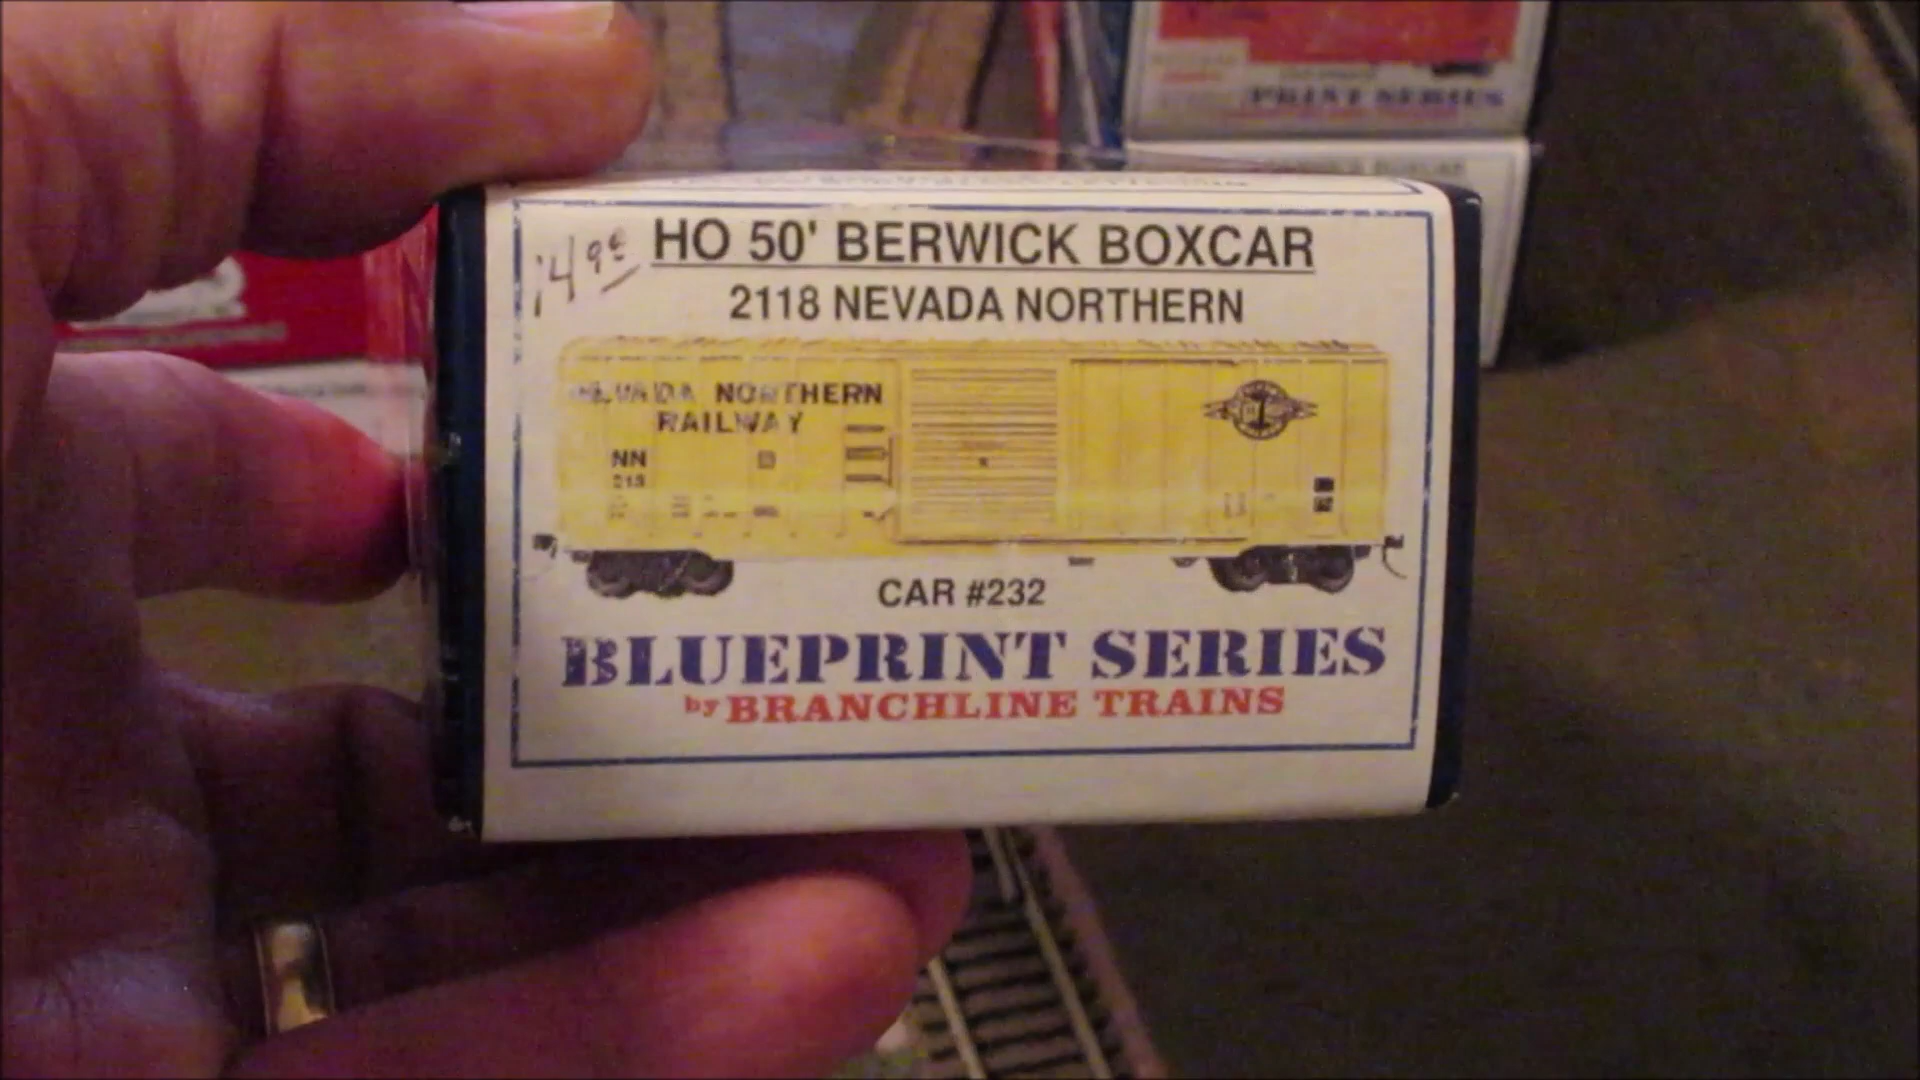 PRINT SERIES
14.98
HO 50' BERWICK BOXCAR
2118 NEVADA NORTHERN
NEVADA NORTHERN
RAILWAY
NN
CAR #232
BLUEPRINT SERIES
by BRANCHLINE TRAINS